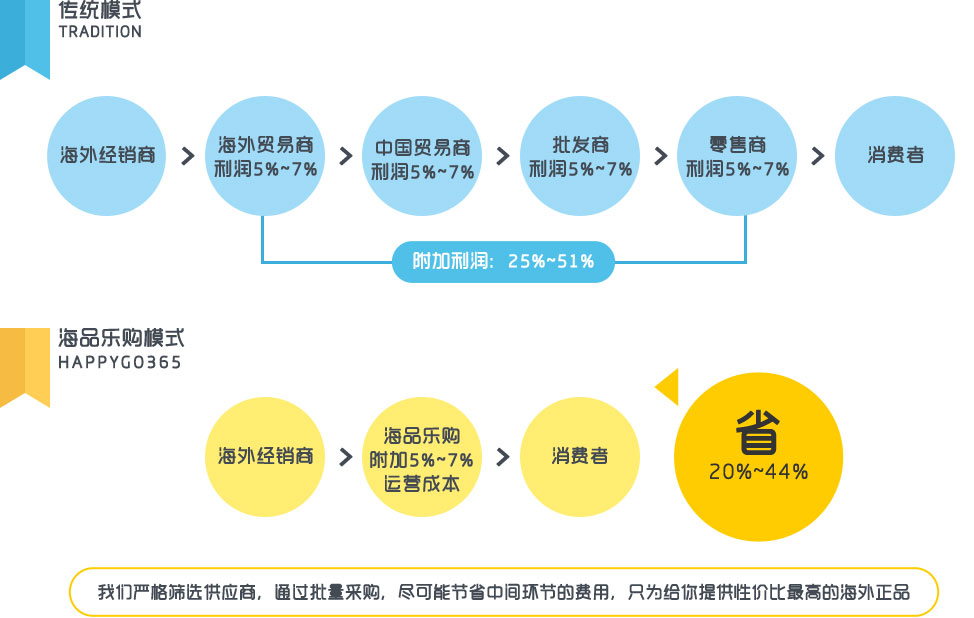 传统模式
TRADITION
海外经销商
海外贸易商
利润5%~7%
中国贸易商
利润5%~7%
批发商
利润5%~7%
零售商
利润5%~7%
消费者
附加利润：25%~51%
海品乐购模式
HAPPYGO365
海外经销商
海品乐购
附加5%~7%
运营成本
消费者
省
20%~44%
我们严格筛选供应商，通过批量采购，尽可能节省中间环节的费用，只为给你提供性价比最高的海外正品